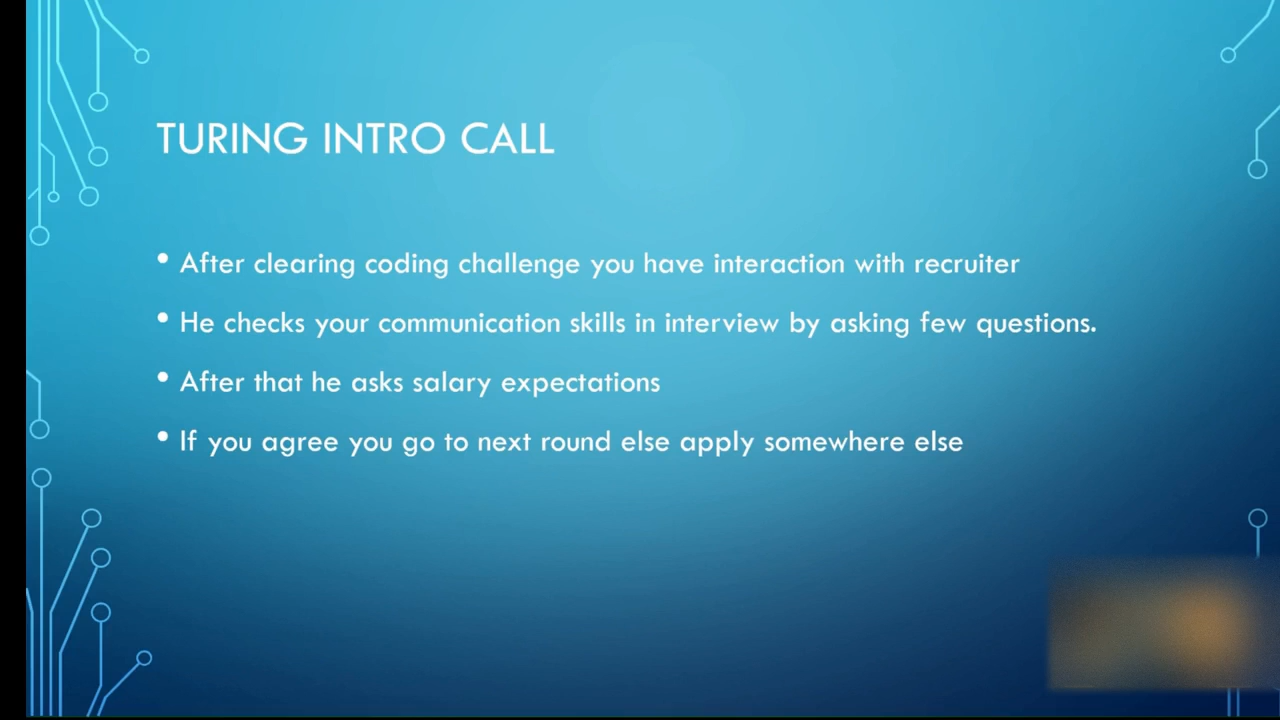 TURING INTRO CALL
• After clearing coding challenge you have interaction with recruiter
• He checks your communication skills in interview by asking few questions.
• After that he asks salary expectations
• If you agree you go to next round else apply somewhere else